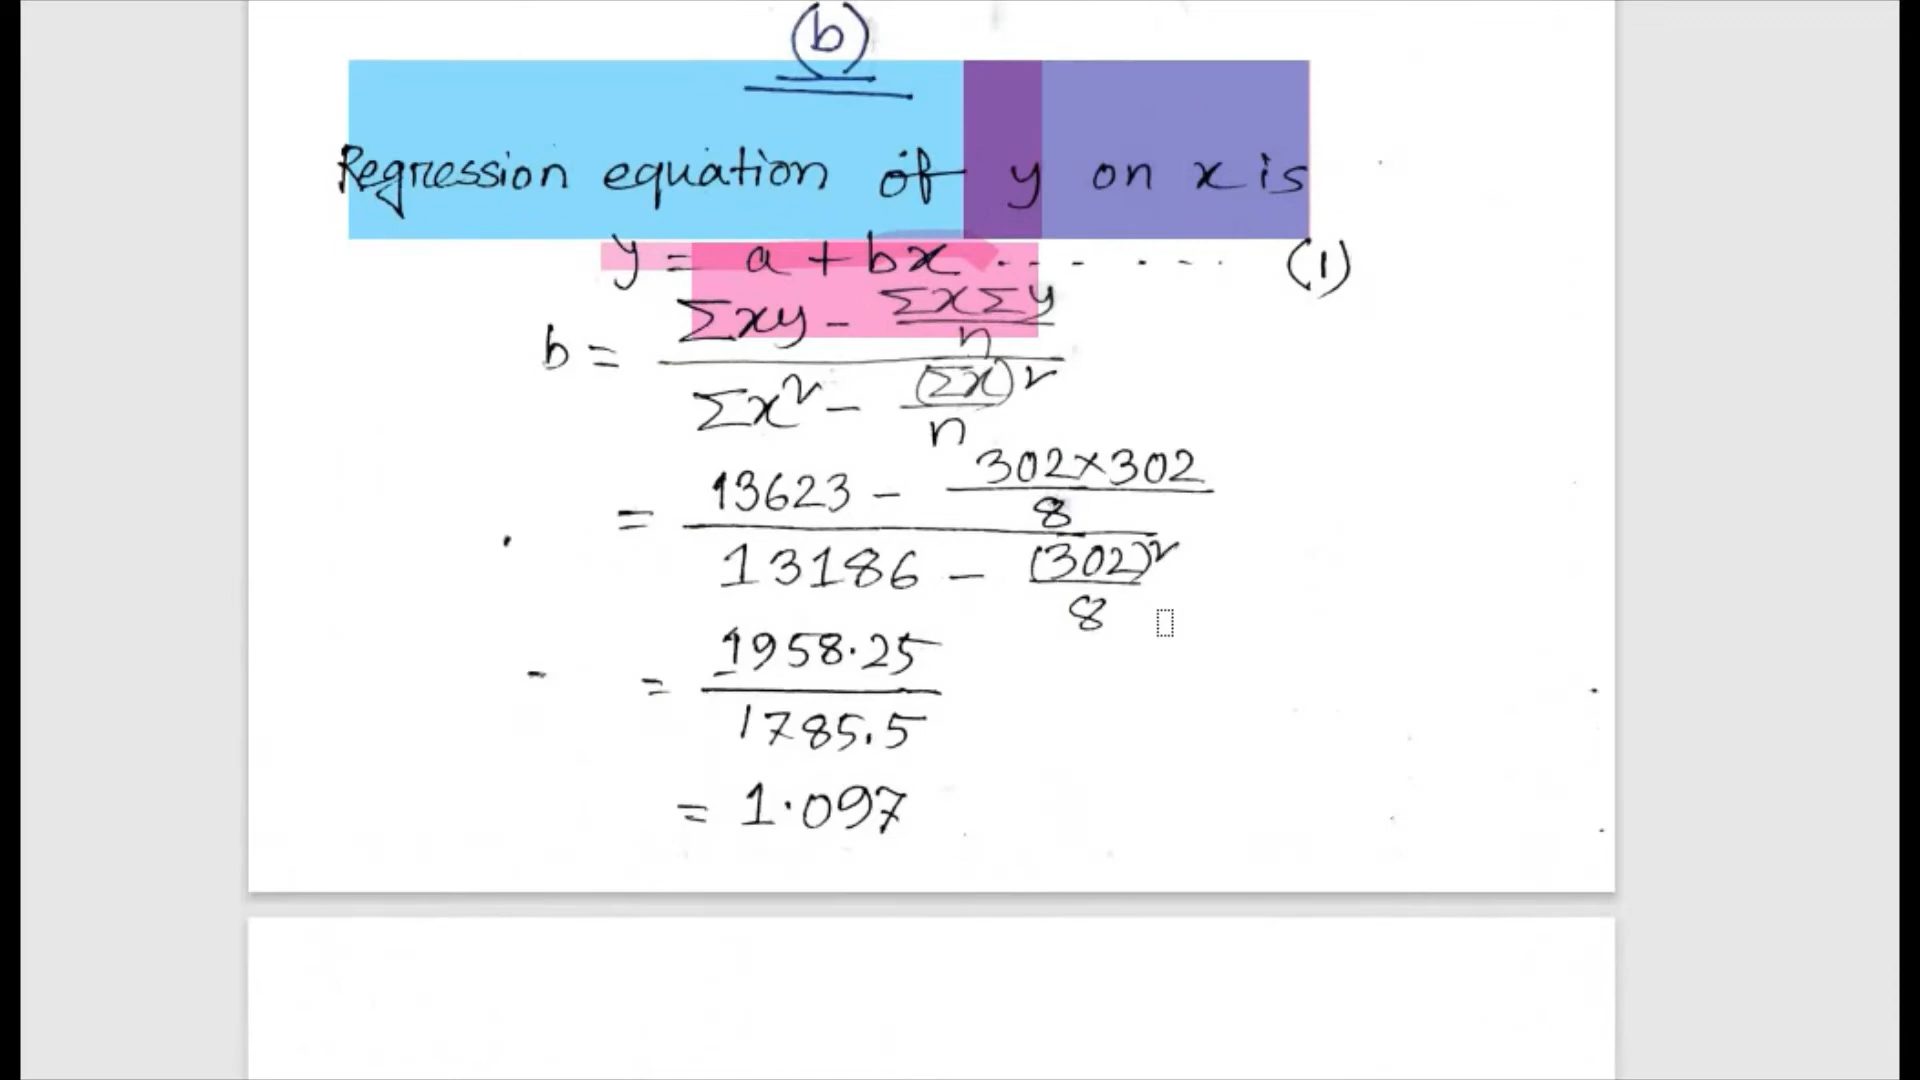 (b)
Regression equation of y on x is
y = a + bx ........ (1)
b = (Σxy - (ΣxΣy)/n) / (Σx² - (Σx)²/n)
= (13623 - (302×302)/8) / (13186 - (302)²/8)
= 1958.25 / 1785.5
= 1.097